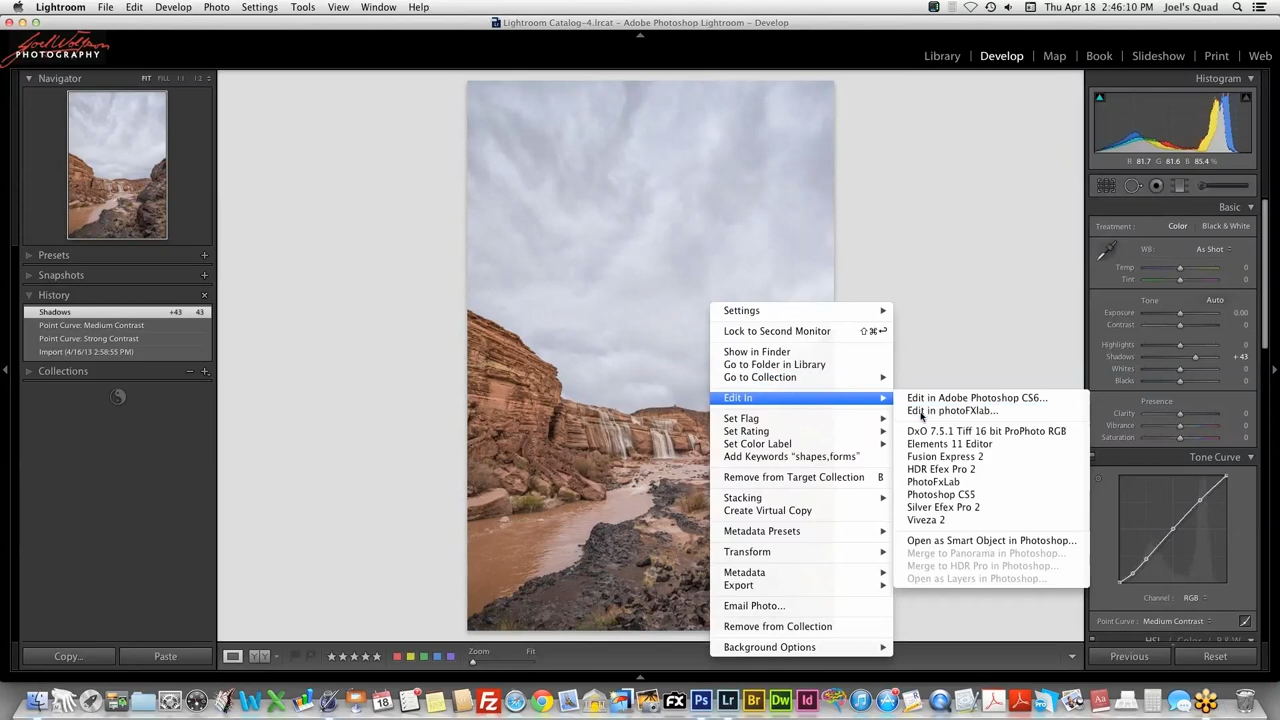 Lightroom File Edit Develop Photo Settings Tools View Window Help Thu Apr 18 2:46:10 PM Joel's Quad
Lightroom Catalog-4.lrcat - Adobe Photoshop Lightroom - Develop
Joel Wolfson
PHOTOGRAPHY
Library Develop Map Book Slideshow Print Web
Navigator FIT FILL 1:1 1:3
Presets
Snapshots
History
Shadows +43 43
Point Curve: Medium Contrast
Point Curve: Strong Contrast
Import (4/16/13 2:58:55 PM)
Collections
Copy... Paste
Settings
Lock to Second Monitor ⇧⌘↩
Show in Finder
Go to Folder in Library
Go to Collection
Edit In
Set Flag
Set Rating
Set Color Label
Add Keywords “shapes,forms”
Remove from Target Collection B
Stacking
Create Virtual Copy
Metadata Presets
Transform
Metadata
Export
Email Photo...
Remove from Collection
Background Options
Edit in Adobe Photoshop CS6...
Edit in photoFXlab...
DxO 7.5.1 Tiff 16 bit ProPhoto RGB
Elements 11 Editor
Fusion Express 2
HDR Efex Pro 2
PhotoFxLab
Photoshop CS5
Silver Efex Pro 2
Viveza 2
Open as Smart Object in Photoshop...
Merge to Panorama in Photoshop...
Merge to HDR Pro in Photoshop...
Open as Layers in Photoshop...
Zoom Fit
Histogram
R 81.7 G 81.6 B 85.4 %
Basic
Treatment: Color Black & White
WB: As Shot
Temp 0
Tint 0
Tone Auto
Exposure 0.00
Contrast 0
Highlights 0
Shadows + 43
Whites 0
Blacks 0
Presence
Clarity 0
Vibrance 0
Saturation 0
Tone Curve
Channel: RGB
Point Curve: Medium Contrast
HSL / Color / B & W
Previous Reset
FX Ps Lr Br Dw Id